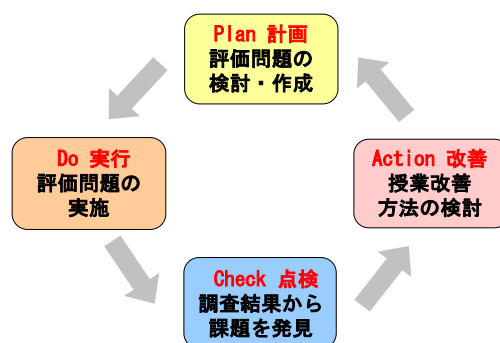 Plan 計画
評価問題の
検討・作成
Do 実行
評価問題の
実施
Check 点検
調査結果から
課題を発見
Action 改善
授業改善
方法の検討